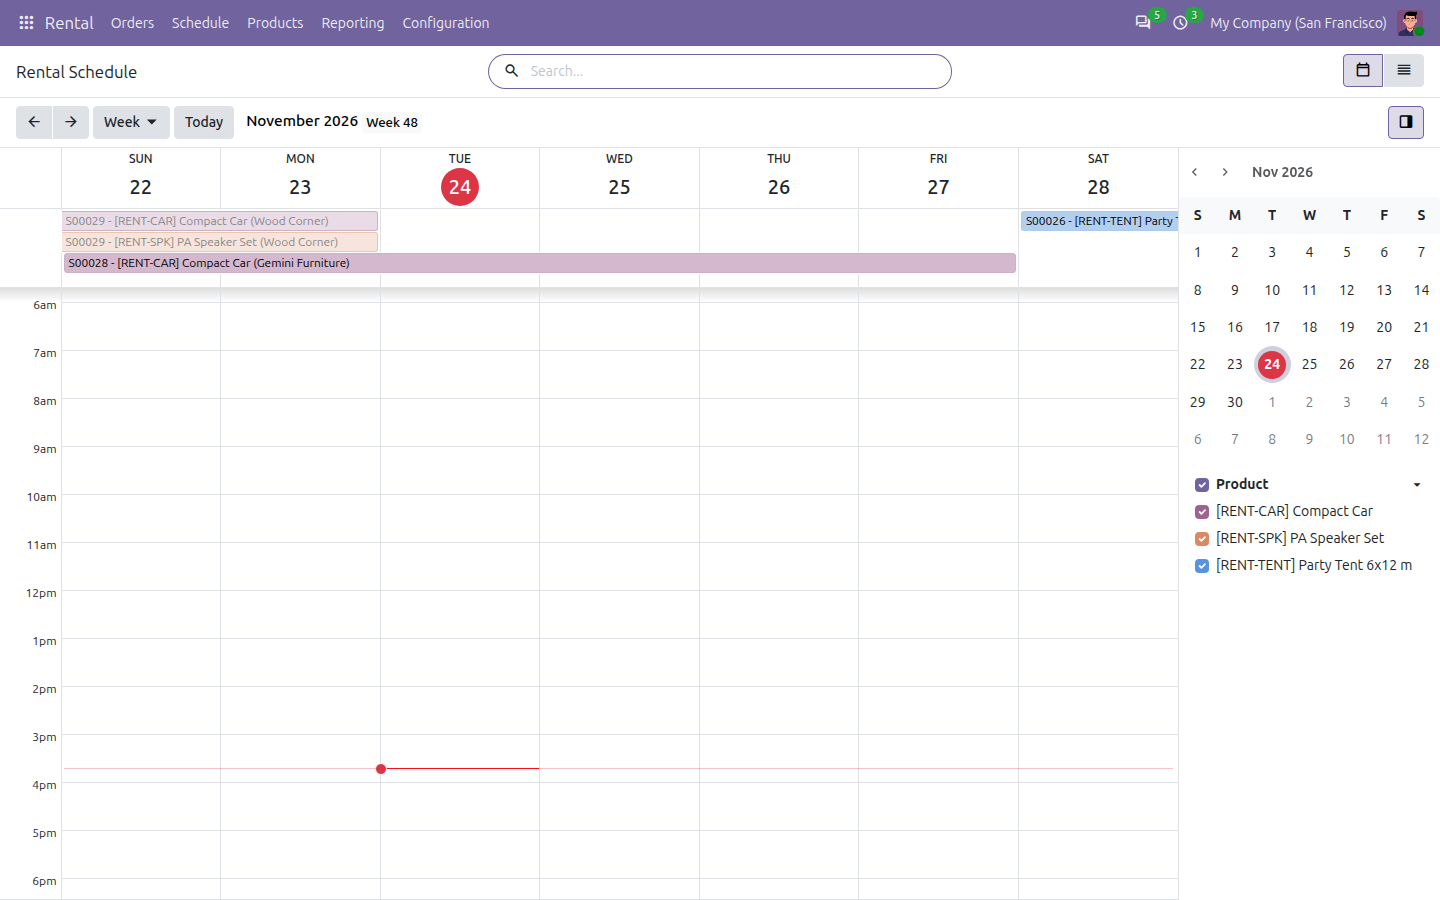 Rental Orders Schedule Products Reporting Configuration 5 3 My Company (San Francisco)
Rental Schedule Search...
Week Today November 2026 Week 48
SUN MON TUE WED THU FRI SAT
22 23 24 25 26 27 28
S00029 - [RENT-CAR] Compact Car (Wood Corner)
S00026 - [RENT-TENT] Party
S00029 - [RENT-SPK] PA Speaker Set (Wood Corner)
S00028 - [RENT-CAR] Compact Car (Gemini Furniture)
6am
7am
8am
9am
10am
11am
12pm
1pm
2pm
3pm
4pm
5pm
6pm
Nov 2026
S M T W T F S
1 2 3 4 5 6 7
8 9 10 11 12 13 14
15 16 17 18 19 20 21
22 23 24 25 26 27 28
29 30 1 2 3 4 5
6 7 8 9 10 11 12
Product
[RENT-CAR] Compact Car
[RENT-SPK] PA Speaker Set
[RENT-TENT] Party Tent 6x12 m